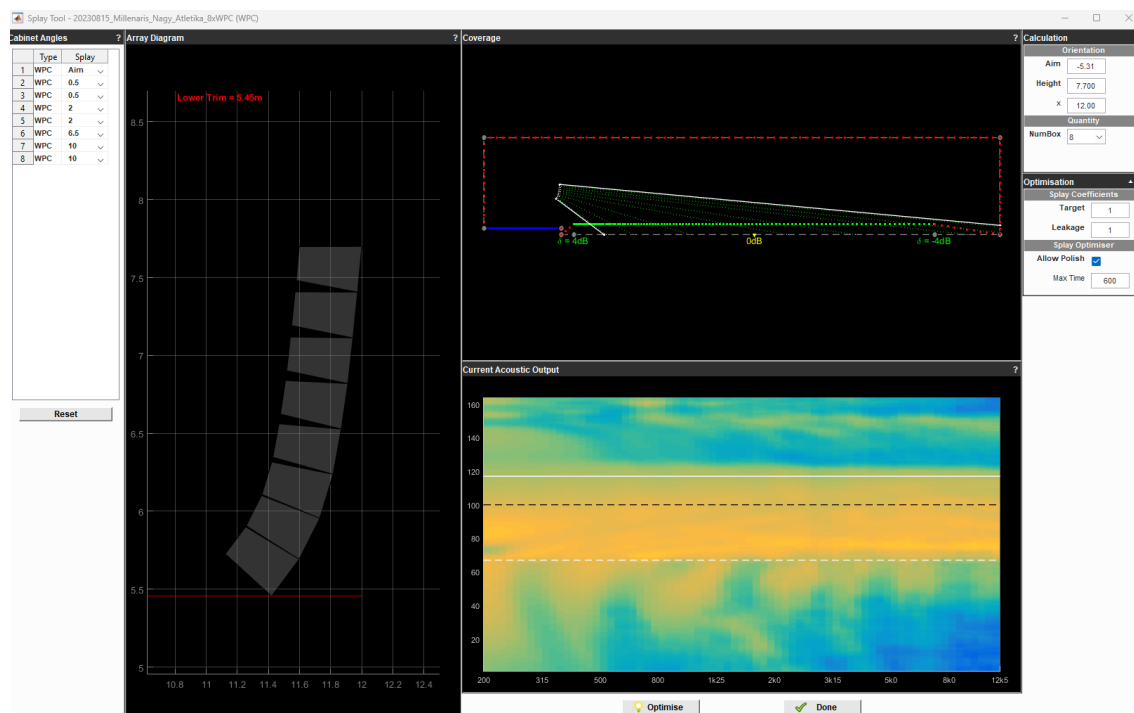 Splay Tool - 20230815_Millenaris_Nagy_Atletika_8xWPC (WPC)
Cabinet Angles ?
Type Splay
1 WPC Aim
2 WPC 0.5
3 WPC 0.5
4 WPC 2
5 WPC 2
6 WPC 6.5
7 WPC 10
8 WPC 10
Reset
Array Diagram ?
Lower Trim = 5.45m
8.5
8
7.5
7
6.5
6
5.5
5
10.8 11 11.2 11.4 11.6 11.8 12 12.2 12.4
Coverage ?
δ = 4dB 0dB δ = -4dB
Current Acoustic Output ?
160
140
120
100
80
60
40
20
200 315 500 800 1k25 2k0 3k15 5k0 8k0 12k5
Optimise Done
Calculation
Orientation
Aim -5.31
Height 7.700
x 12.00
Quantity
NumBox 8
Optimisation
Splay Coefficients
Target 1
Leakage 1
Splay Optimiser
Allow Polish
Max Time 600